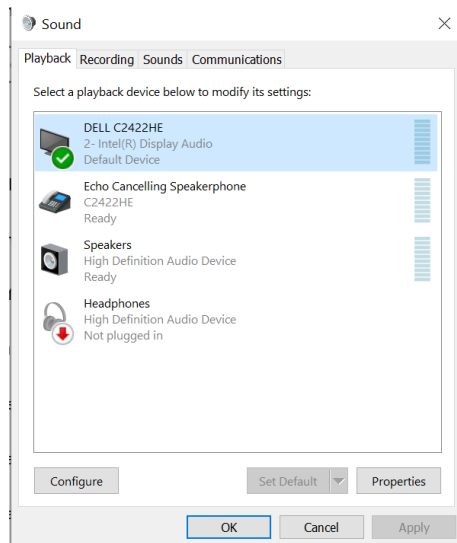 Sound
Playback Recording Sounds Communications
Select a playback device below to modify its settings:
DELL C2422HE
2- Intel(R) Display Audio
Default Device
Echo Cancelling Speakerphone
C2422HE
Ready
Speakers
High Definition Audio Device
Ready
Headphones
High Definition Audio Device
Not plugged in
Configure Set Default Properties
OK Cancel Apply